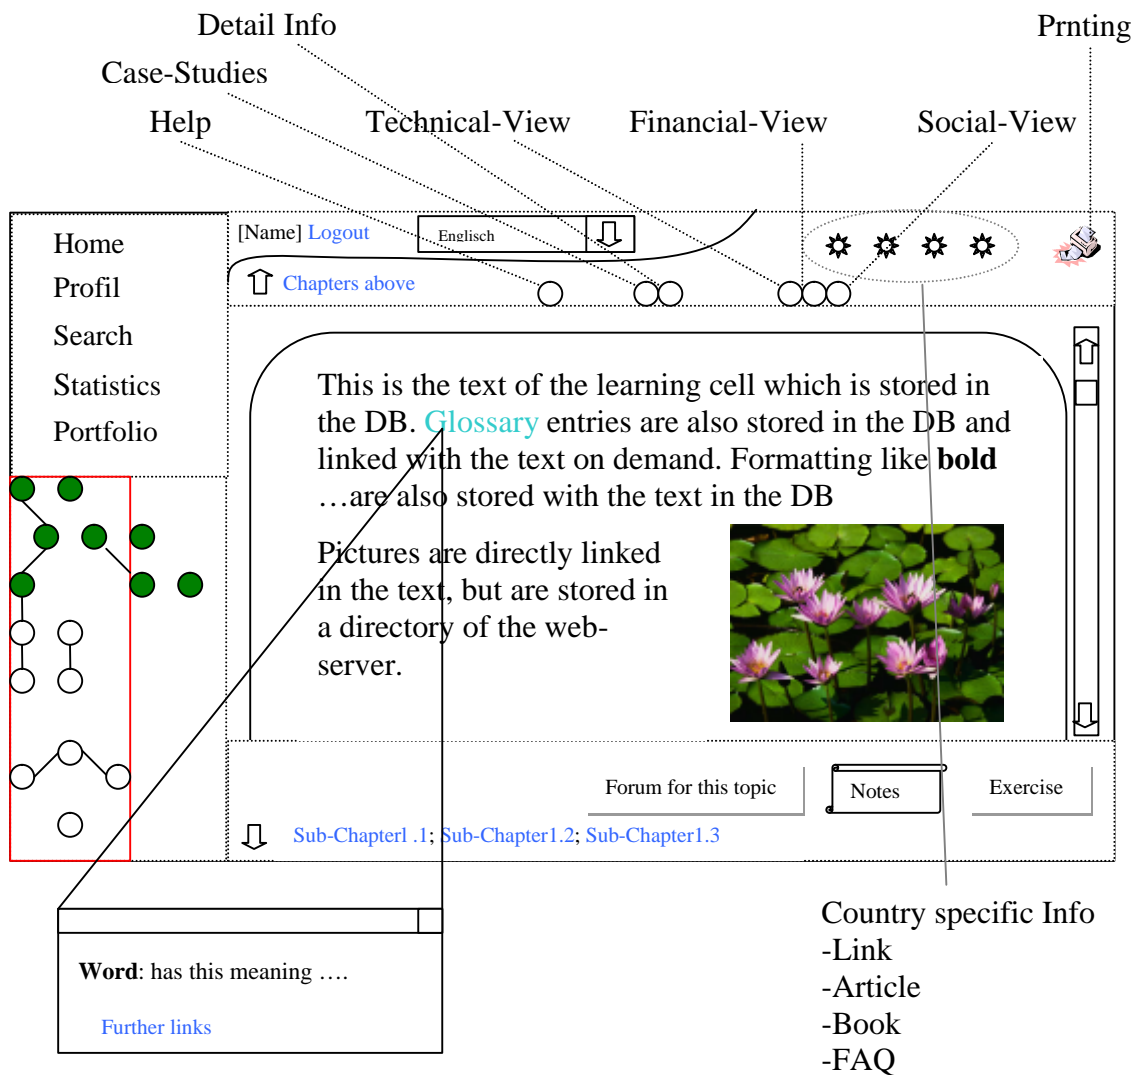 Detail Info
Prnting
Case-Studies
Help
Technical-View
Financial-View
Social-View
Home
Profil
Search
Statistics
Portfolio
[Name] Logout
Englisch
Chapters above
This is the text of the learning cell which is stored in
the DB. Glossary entries are also stored in the DB and
linked with the text on demand. Formatting like bold
…are also stored with the text in the DB
Pictures are directly linked
in the text, but are stored in
a directory of the web-
server.
Forum for this topic
Notes
Exercise
Sub-Chapterl .1; Sub-Chapter1.2; Sub-Chapter1.3
Word: has this meaning ….
Further links
Country specific Info
-Link
-Article
-Book
-FAQ